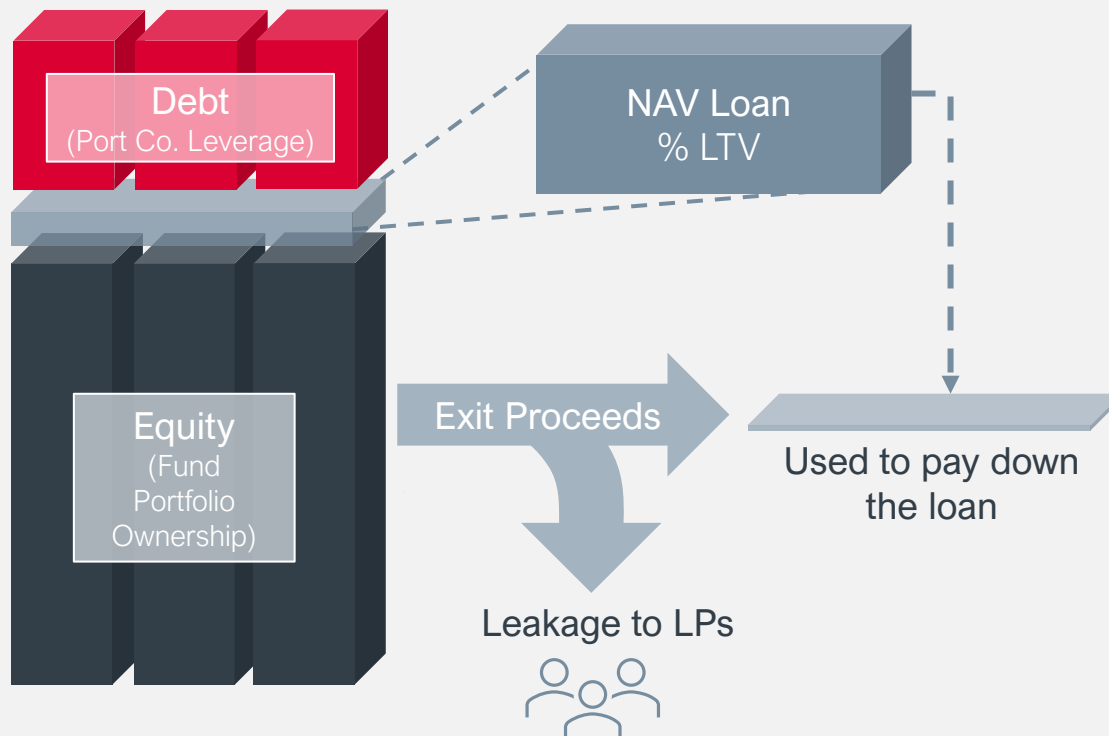 Debt
(Port Co. Leverage)
NAV Loan
% LTV
Equity
(Fund
Portfolio
Ownership)
Exit Proceeds
Used to pay down
the loan
Leakage to LPs